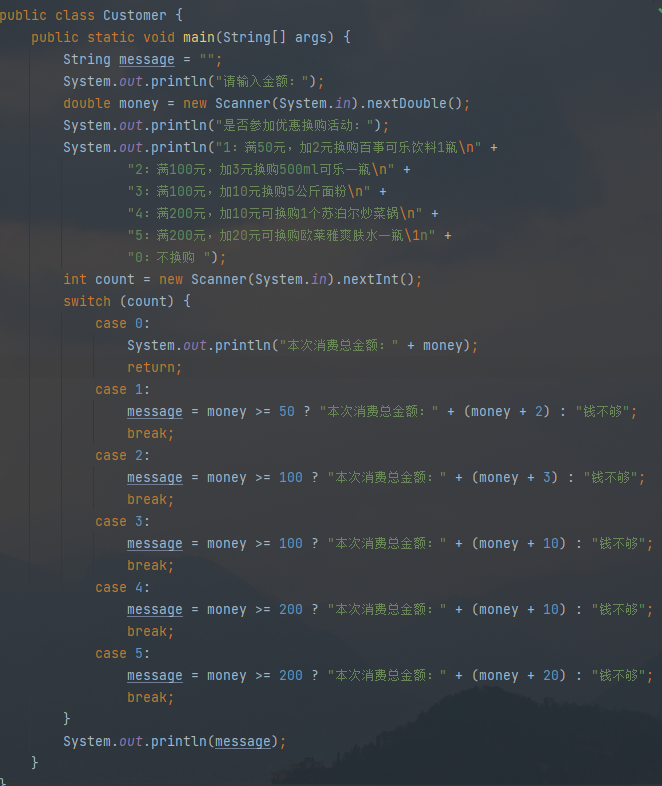 public class Customer {
    public static void main(String[] args) {
        String message = "";
        System.out.println("请输入金额：");
        double money = new Scanner(System.in).nextDouble();
        System.out.println("是否参加优惠换购活动：");
        System.out.println("1：满50元，加2元换购百事可乐饮料1瓶\n" +
                "2：满100元，加3元换购500ml可乐一瓶\n" +
                "3：满100元，加10元换购5公斤面粉\n" +
                "4：满200元，加10元可换购1个苏泊尔炒菜锅\n" +
                "5：满200元，加20元可换购欧莱雅爽肤水一瓶\1n" +
                "0：不换购 ");
        int count = new Scanner(System.in).nextInt();
        switch (count) {
            case 0:
                System.out.println("本次消费总金额：" + money);
                return;
            case 1:
                message = money >= 50 ? "本次消费总金额：" + (money + 2) : "钱不够";
                break;
            case 2:
                message = money >= 100 ? "本次消费总金额：" + (money + 3) : "钱不够";
                break;
            case 3:
                message = money >= 100 ? "本次消费总金额：" + (money + 10) : "钱不够";
                break;
            case 4:
                message = money >= 200 ? "本次消费总金额：" + (money + 10) : "钱不够";
                break;
            case 5:
                message = money >= 200 ? "本次消费总金额：" + (money + 20) : "钱不够";
                break;
        }
        System.out.println(message);
    }
}